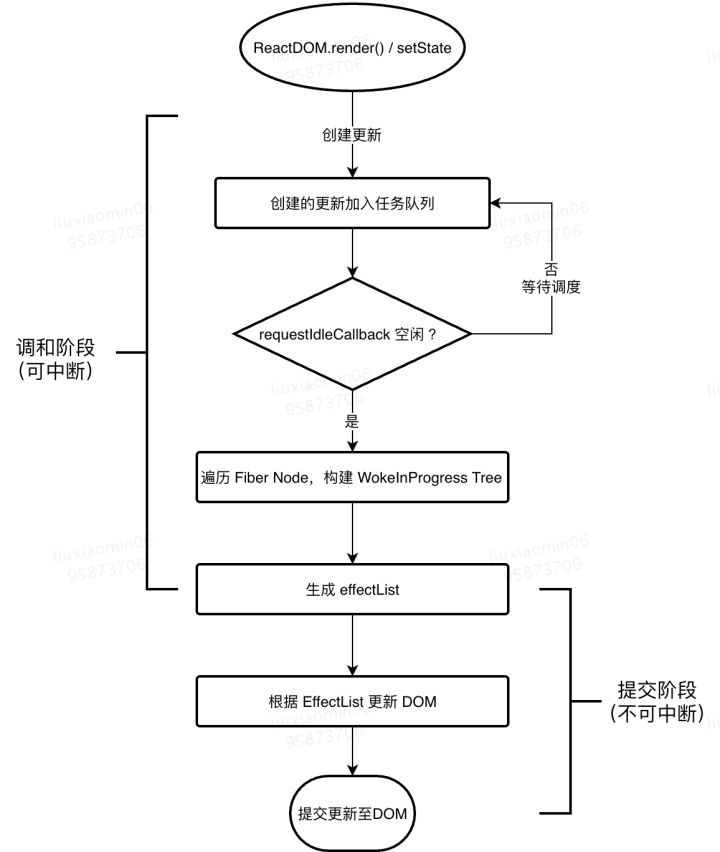 ReactDOM.render() / setState
创建更新
创建的更新加入任务队列
否
等待调度
requestIdleCallback 空闲？
调和阶段
(可中断)
是
遍历 Fiber Node，构建 WokeInProgress Tree
生成 effectList
根据 EffectList 更新 DOM
提交阶段
(不可中断)
提交更新至DOM
liuxiaomin06
95873706
liuxiaomin06
95873706
liuxiaomin06
95873706
liuxiaomin06
95873706
liuxiaomin06
95873706
liuxiaomin06
95873706
95873706